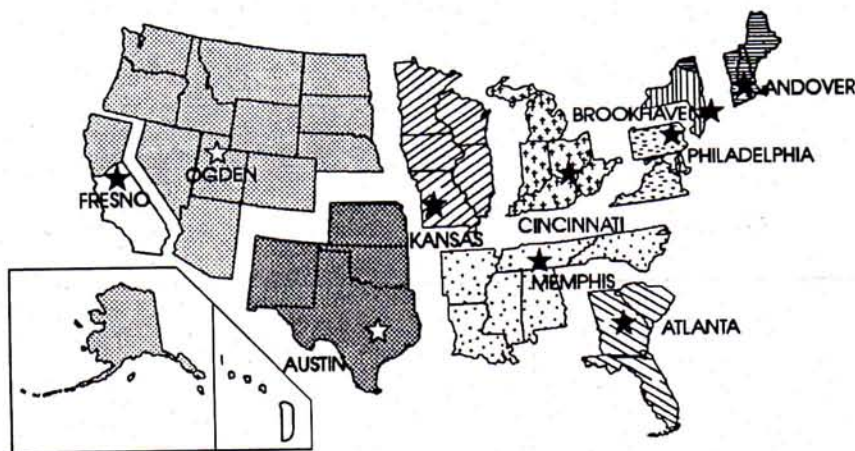 ANDOVER
BROOKHAVEN
PHILADELPHIA
OGDEN
FRESNO
KANSAS
CINCINNATI
MEMPHIS
ATLANTA
AUSTIN